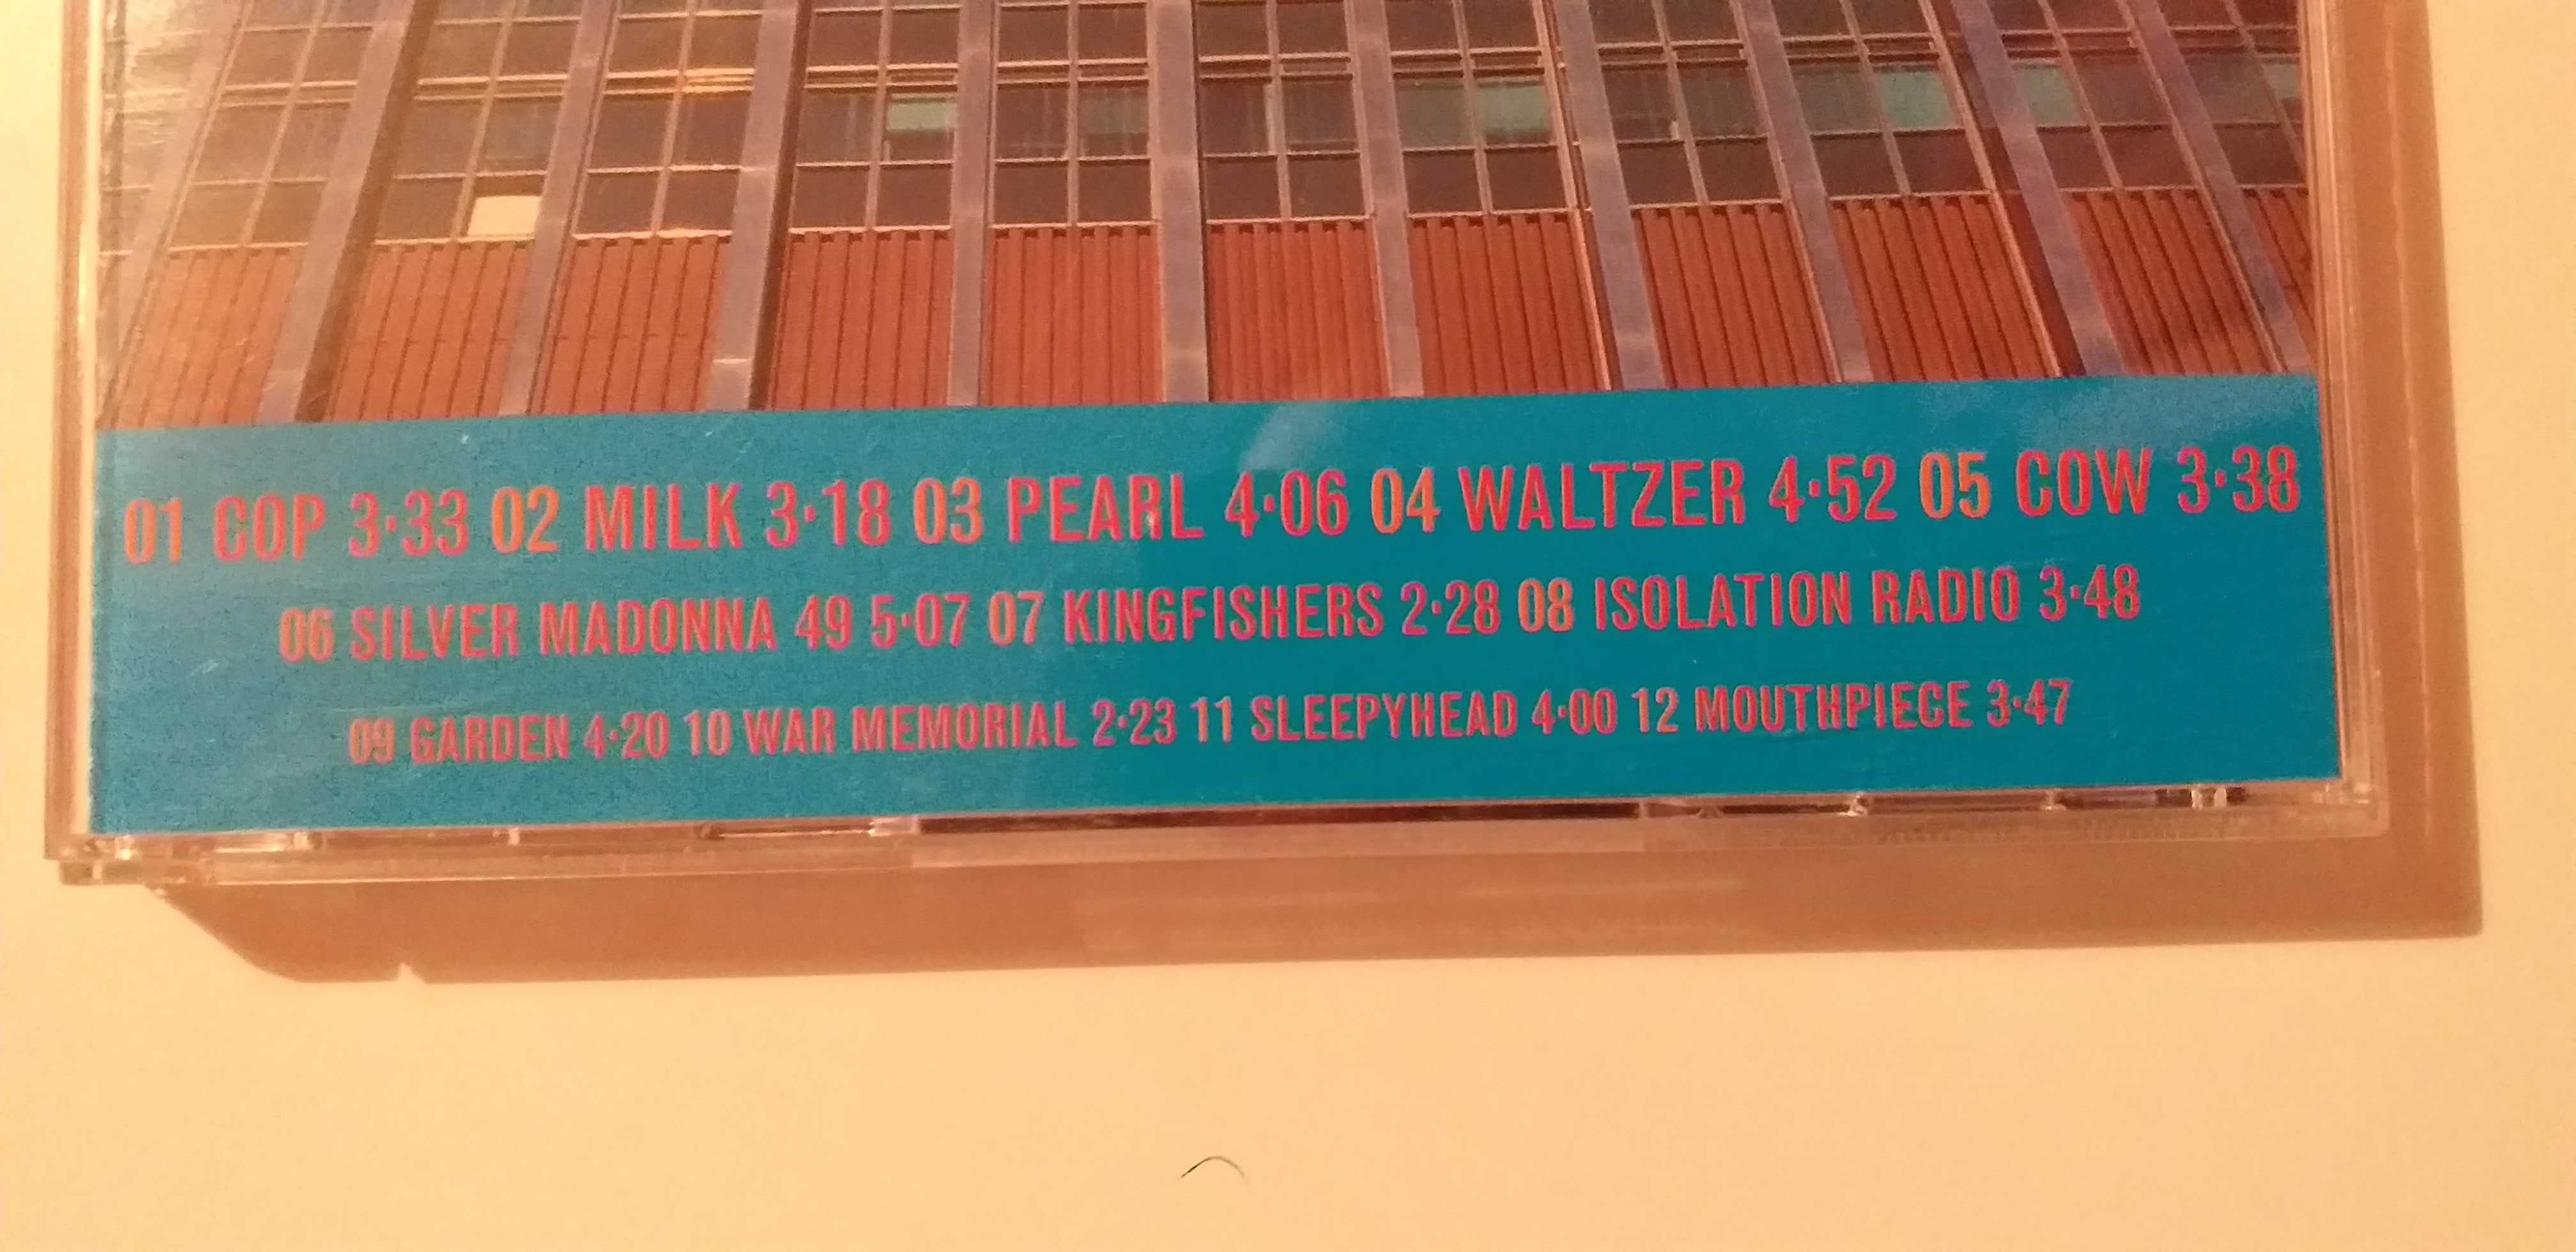 01 COP 3·33 02 MILK 3·18 03 PEARL 4·06 04 WALTZER 4·52 05 COW 3·38
06 SILVER MADONNA 49 5·07 07 KINGFISHERS 2·28 08 ISOLATION RADIO 3·48
09 GARDEN 4·20 10 WAR MEMORIAL 2·23 11 SLEEPYHEAD 4·00 12 MOUTHPIECE 3·47